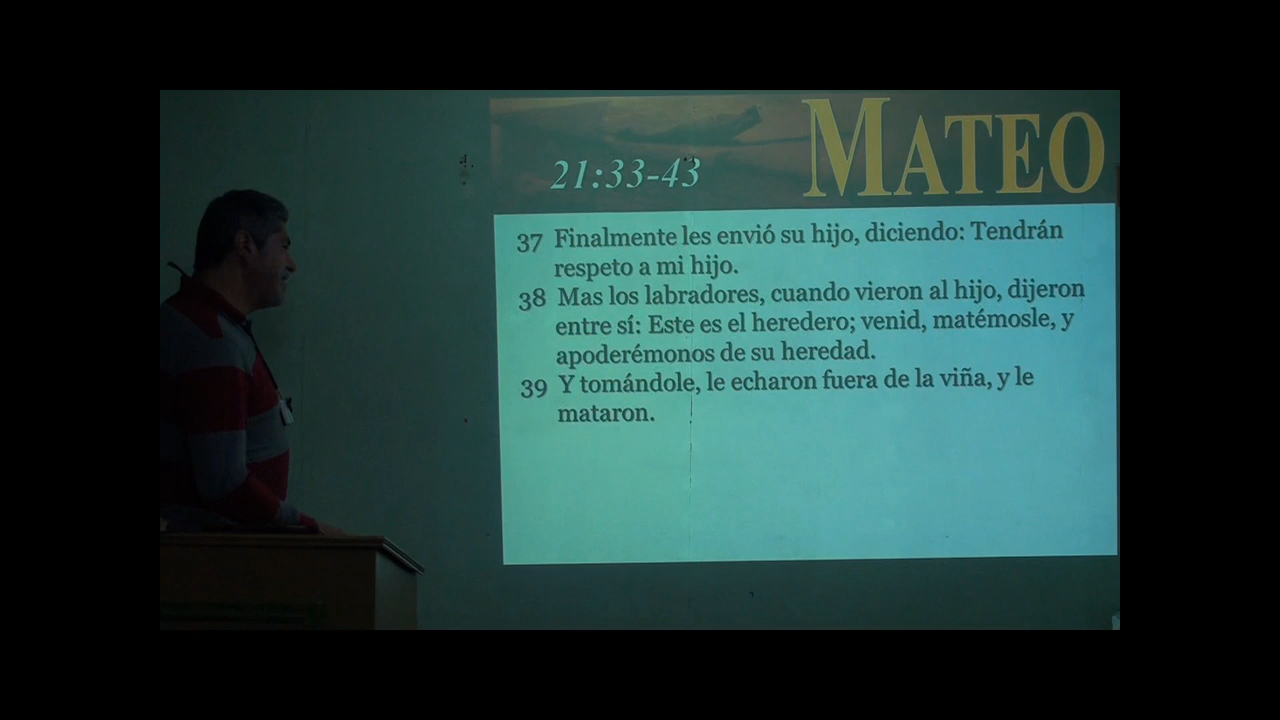 MATEO
21:33-43
37 Finalmente les envió su hijo, diciendo: Tendrán
respeto a mi hijo.
38 Mas los labradores, cuando vieron al hijo, dijeron
entre sí: Este es el heredero; venid, matémosle, y
apoderémonos de su heredad.
39 Y tomándole, le echaron fuera de la viña, y le
mataron.